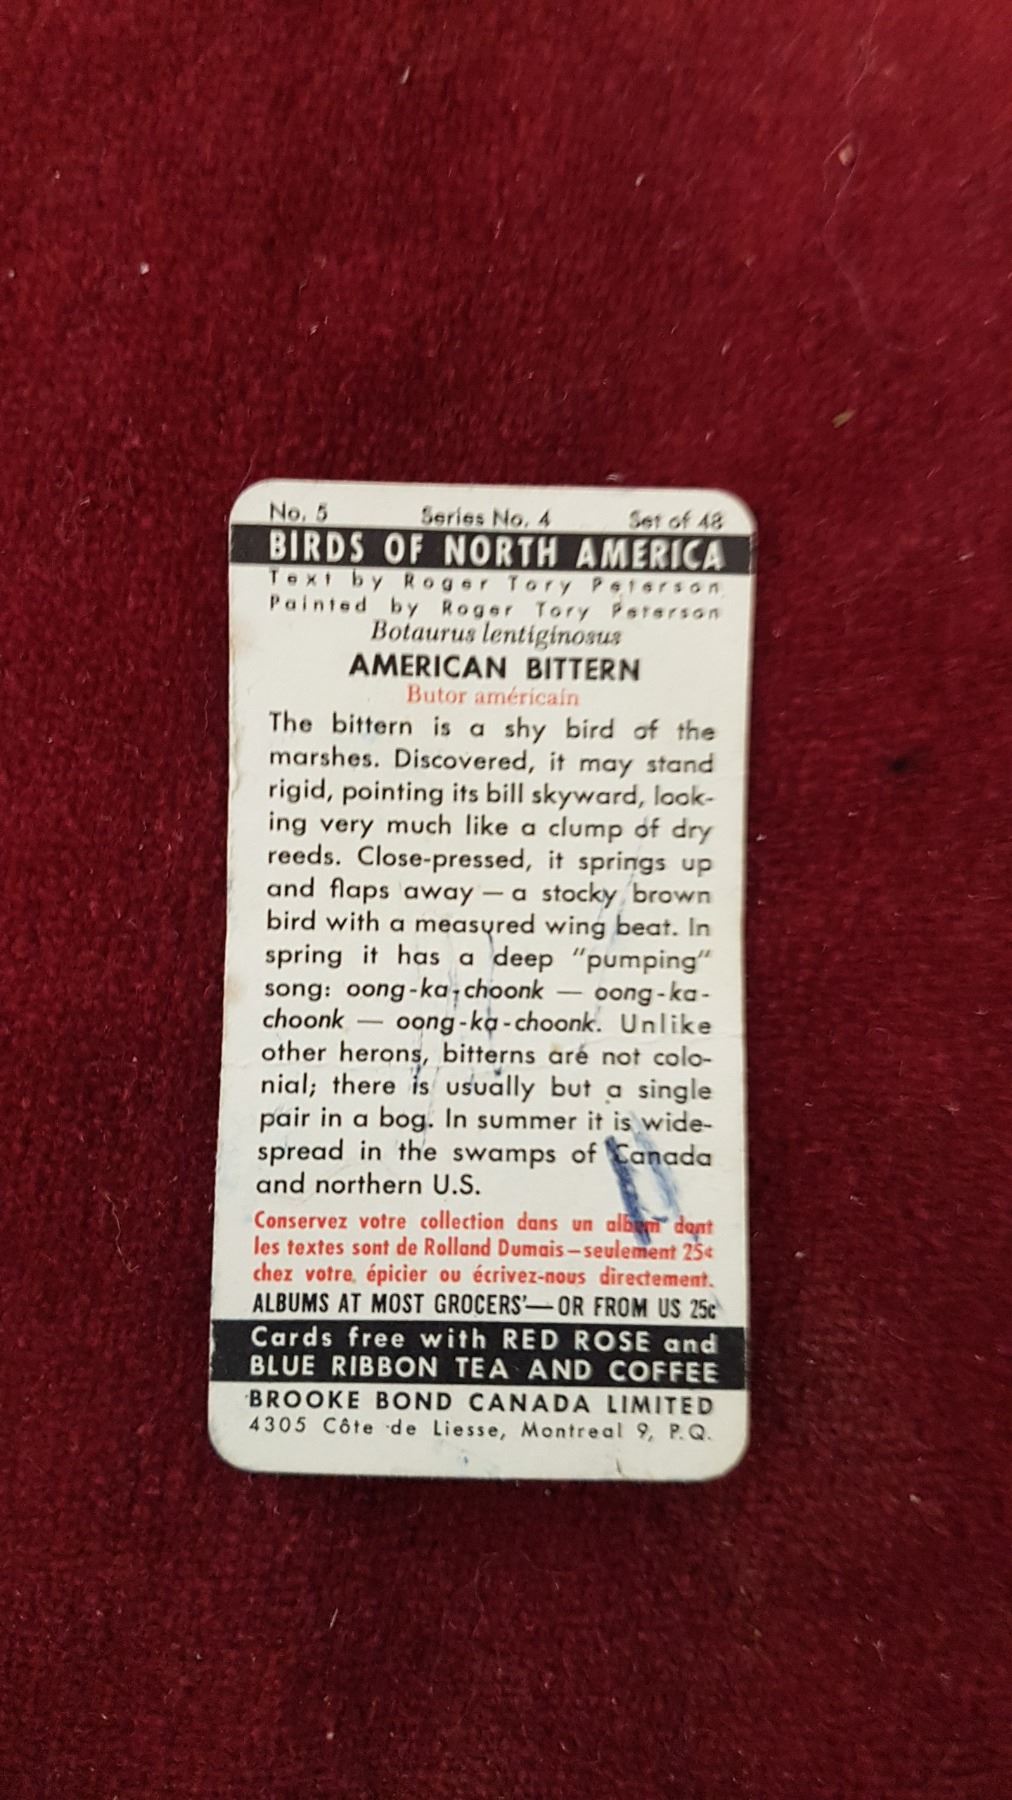 No. 5 Series No. 4 Set of 48
BIRDS OF NORTH AMERICA
Text by Roger Tory Peterson
Painted by Roger Tory Peterson
Botaurus lentiginosus
AMERICAN BITTERN
Butor américain
The bittern is a shy bird of the
marshes. Discovered, it may stand
rigid, pointing its bill skyward, look-
ing very much like a clump of dry
reeds. Close-pressed, it springs up
and flaps away — a stocky brown
bird with a measured wing beat. In
spring it has a deep "pumping"
song: oong-ka-choonk — oong-ka-
choonk — oong-ka-choonk. Unlike
other herons, bitterns are not colo-
nial; there is usually but a single
pair in a bog. In summer it is wide-
spread in the swamps of Canada
and northern U.S.
Conservez votre collection dans un album dont
les textes sont de Rolland Dumais — seulement 25¢
chez votre épicier ou écrivez-nous directement.
ALBUMS AT MOST GROCERS'—OR FROM US 25¢
Cards free with RED ROSE and
BLUE RIBBON TEA AND COFFEE
BROOKE BOND CANADA LIMITED
4305 Côte de Liesse, Montreal 9, P.Q.